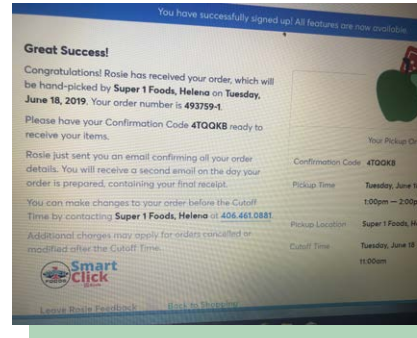 You have successfully signed up! All features are now available.
Great Success!
Congratulations! Rosie has received your order, which will
be hand-picked by Super 1 Foods, Helena on Tuesday,
June 18, 2019. Your order number is 493759-1.
Please have your Confirmation Code 4TQQKB ready to
receive your items.
Rosie just sent you an email confirming all your order
details. You will receive a second email on the day your
order is prepared, containing your final receipt.
You can make changes to your order before the Cutoff
Time by contacting Super 1 Foods, Helena at 406.461.0881
Additional charges may apply for orders cancelled or
modified after the Cutoff Time.
Smart
Click
Leave Rosie Feedback
Back to Shopping
Your Pickup Or
Confirmation Code 4TQQKB
Pickup Time Tuesday, June 1
1:00pm – 2:00p
Pickup Location Super 1 Foods, H
Cutoff Time Tuesday, June 18
11:00am